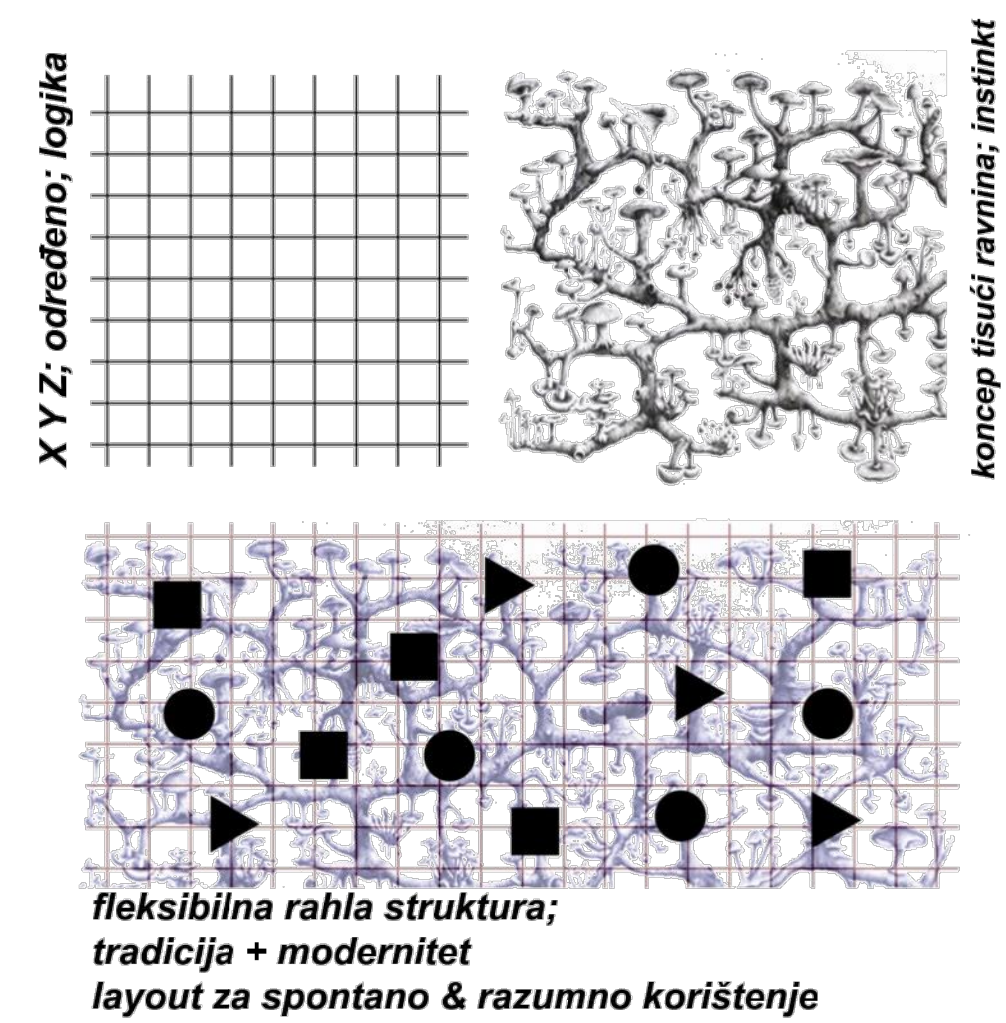 X Y Z; određeno; logika
koncep tisući ravnina; instinkt
fleksibilna rahla struktura;
tradicija + modernitet
layout za spontano & razumno korištenje